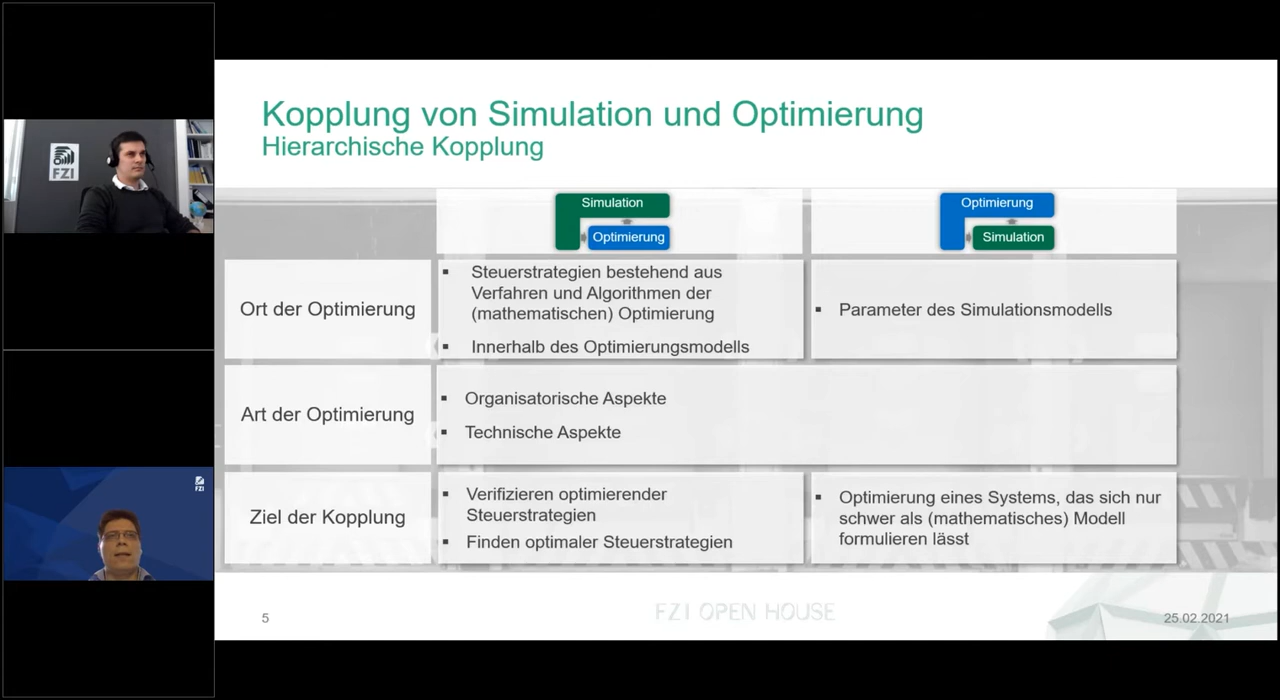 Kopplung von Simulation und Optimierung
Hierarchische Kopplung
Simulation
Optimierung
Optimierung
Simulation
Ort der Optimierung
▪ Steuerstrategien bestehend aus
Verfahren und Algorithmen der
(mathematischen) Optimierung
▪ Innerhalb des Optimierungsmodells
▪ Parameter des Simulationsmodells
Art der Optimierung
▪ Organisatorische Aspekte
▪ Technische Aspekte
Ziel der Kopplung
▪ Verifizieren optimierender
Steuerstrategien
▪ Finden optimaler Steuerstrategien
▪ Optimierung eines Systems, das sich nur
schwer als (mathematisches) Modell
formulieren lässt
5
FZI OPEN HOUSE
25.02.2021
FZI
FZI